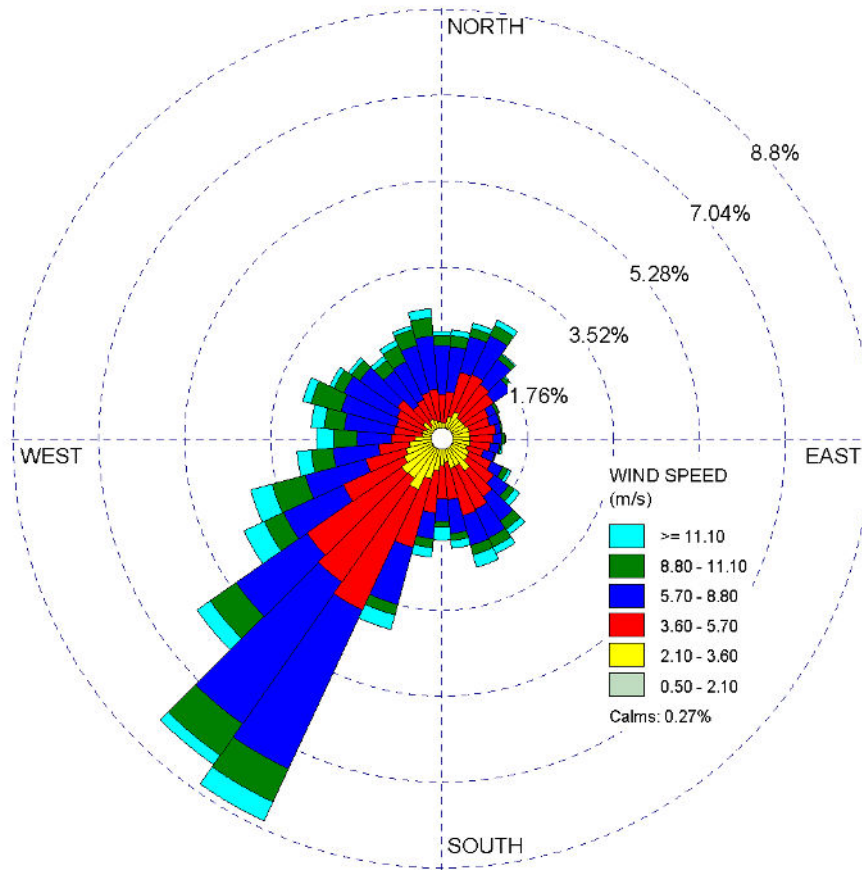 NORTH
8.8%
7.04%
5.28%
3.52%
1.76%
WEST
EAST
WIND SPEED
(m/s)
>= 11.10
8.80 - 11.10
5.70 - 8.80
3.60 - 5.70
2.10 - 3.60
0.50 - 2.10
Calms: 0.27%
SOUTH